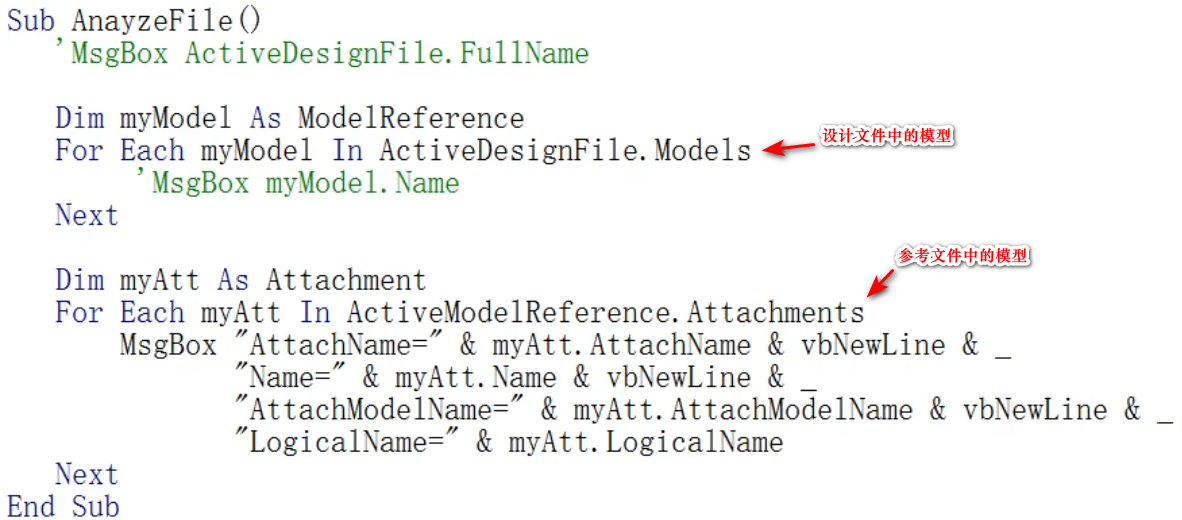 Sub AnayzeFile()
'MsgBox ActiveDesignFile.FullName
Dim myModel As ModelReference
For Each myModel In ActiveDesignFile.Models
设计文件中的模型
'MsgBox myModel.Name
Next
参考文件中的模型
Dim myAtt As Attachment
For Each myAtt In ActiveModelReference.Attachments
MsgBox "AttachName=" & myAtt.AttachName & vbNewLine & _
"Name=" & myAtt.Name & vbNewLine & _
"AttachModelName=" & myAtt.AttachModelName & vbNewLine & _
"LogicalName=" & myAtt.LogicalName
Next
End Sub